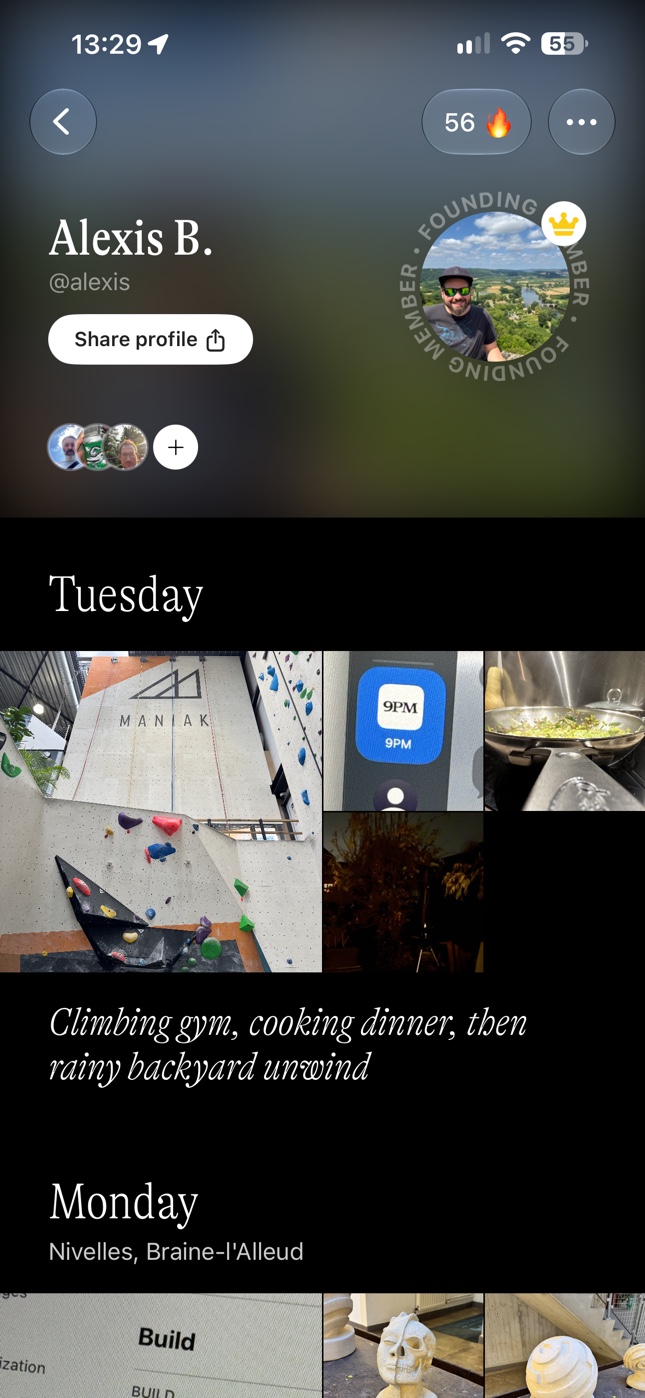 13:29
55
56 🔥
Alexis B.
@alexis
Share profile
FOUNDING MEMBER • FOUNDING MEMBER •
Tuesday
MANIAK
9PM
9PM
Climbing gym, cooking dinner, then
rainy backyard unwind
Monday
Nivelles, Braine-l'Alleud
Build
BUILD